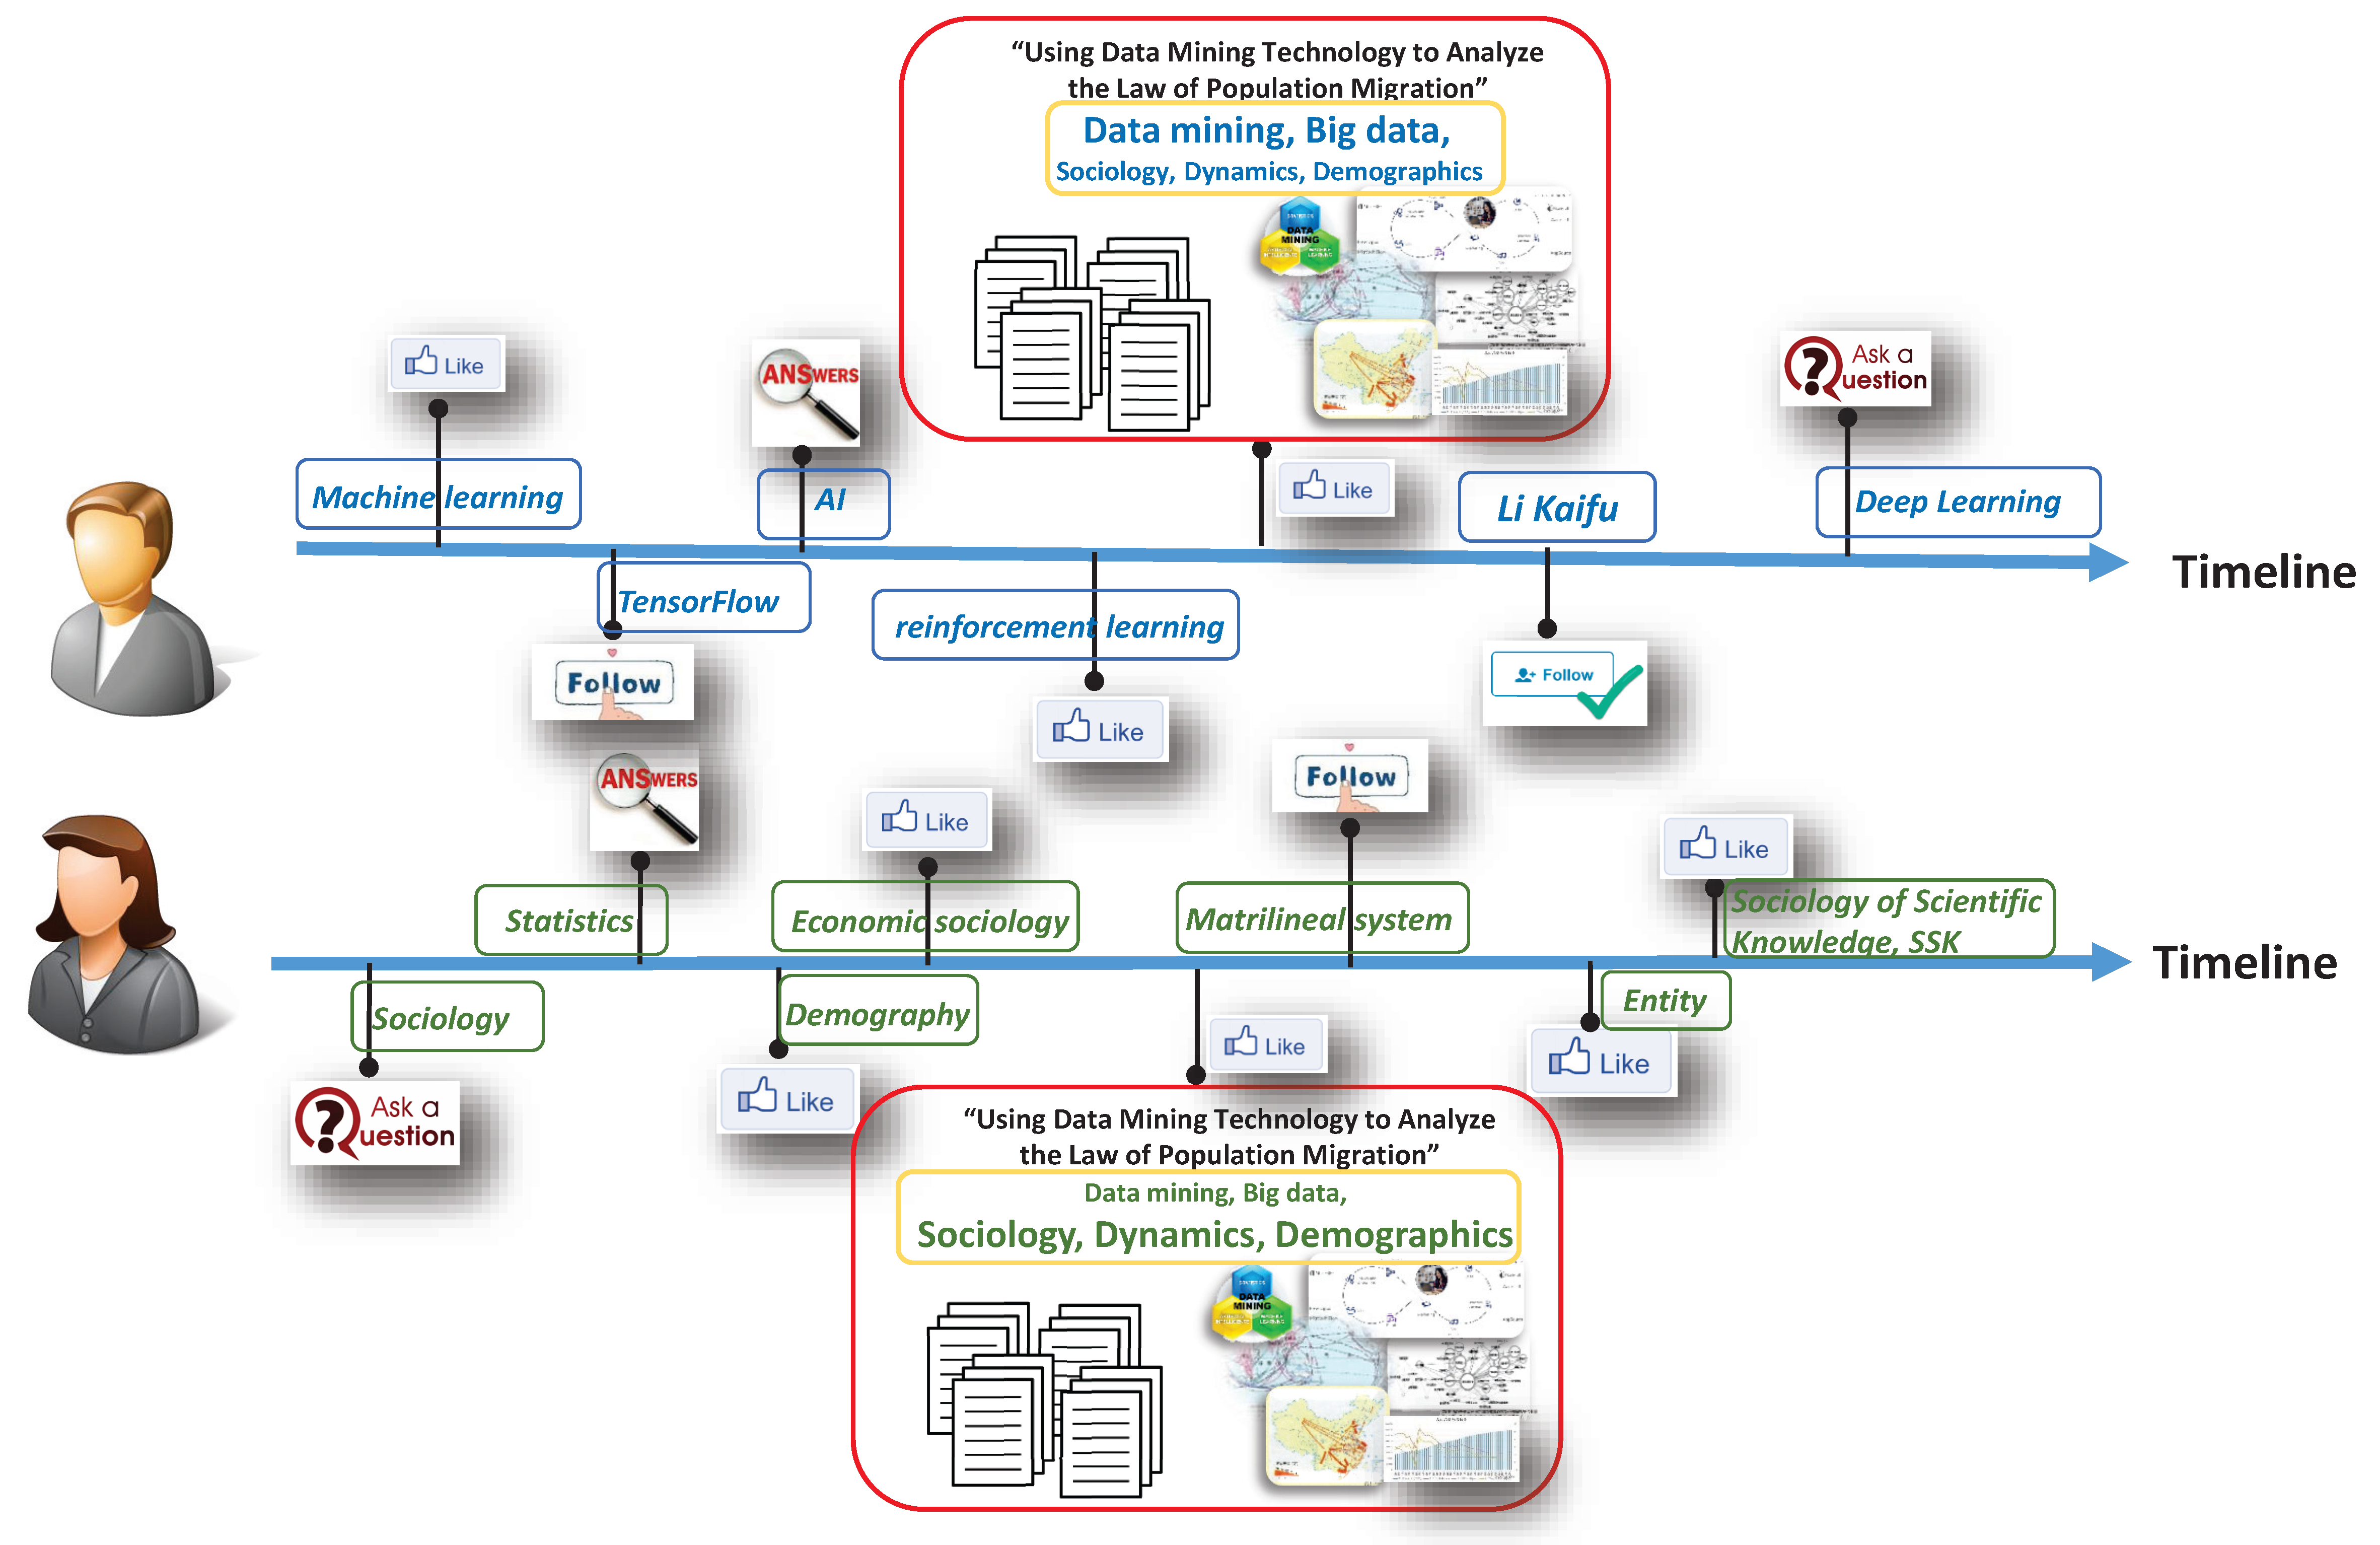 “Using Data Mining Technology to Analyze
the Law of Population Migration”
Data mining, Big data,
Sociology, Dynamics, Demographics
DATA
MINING
Like
ANSWERS
Ask a
Question
Machine learning
AI
Like
Li Kaifu
Deep Learning
Timeline
TensorFlow
reinforcement learning
Follow
Like
Follow
ANSWERS
Like
Follow
Like
Statistics
Economic sociology
Matrilineal system
Sociology of Scientific
Knowledge, SSK
Timeline
Sociology
Demography
Entity
Ask a
Question
Like
Like
Like
“Using Data Mining Technology to Analyze
the Law of Population Migration”
Data mining, Big data,
Sociology, Dynamics, Demographics
DATA
MINING